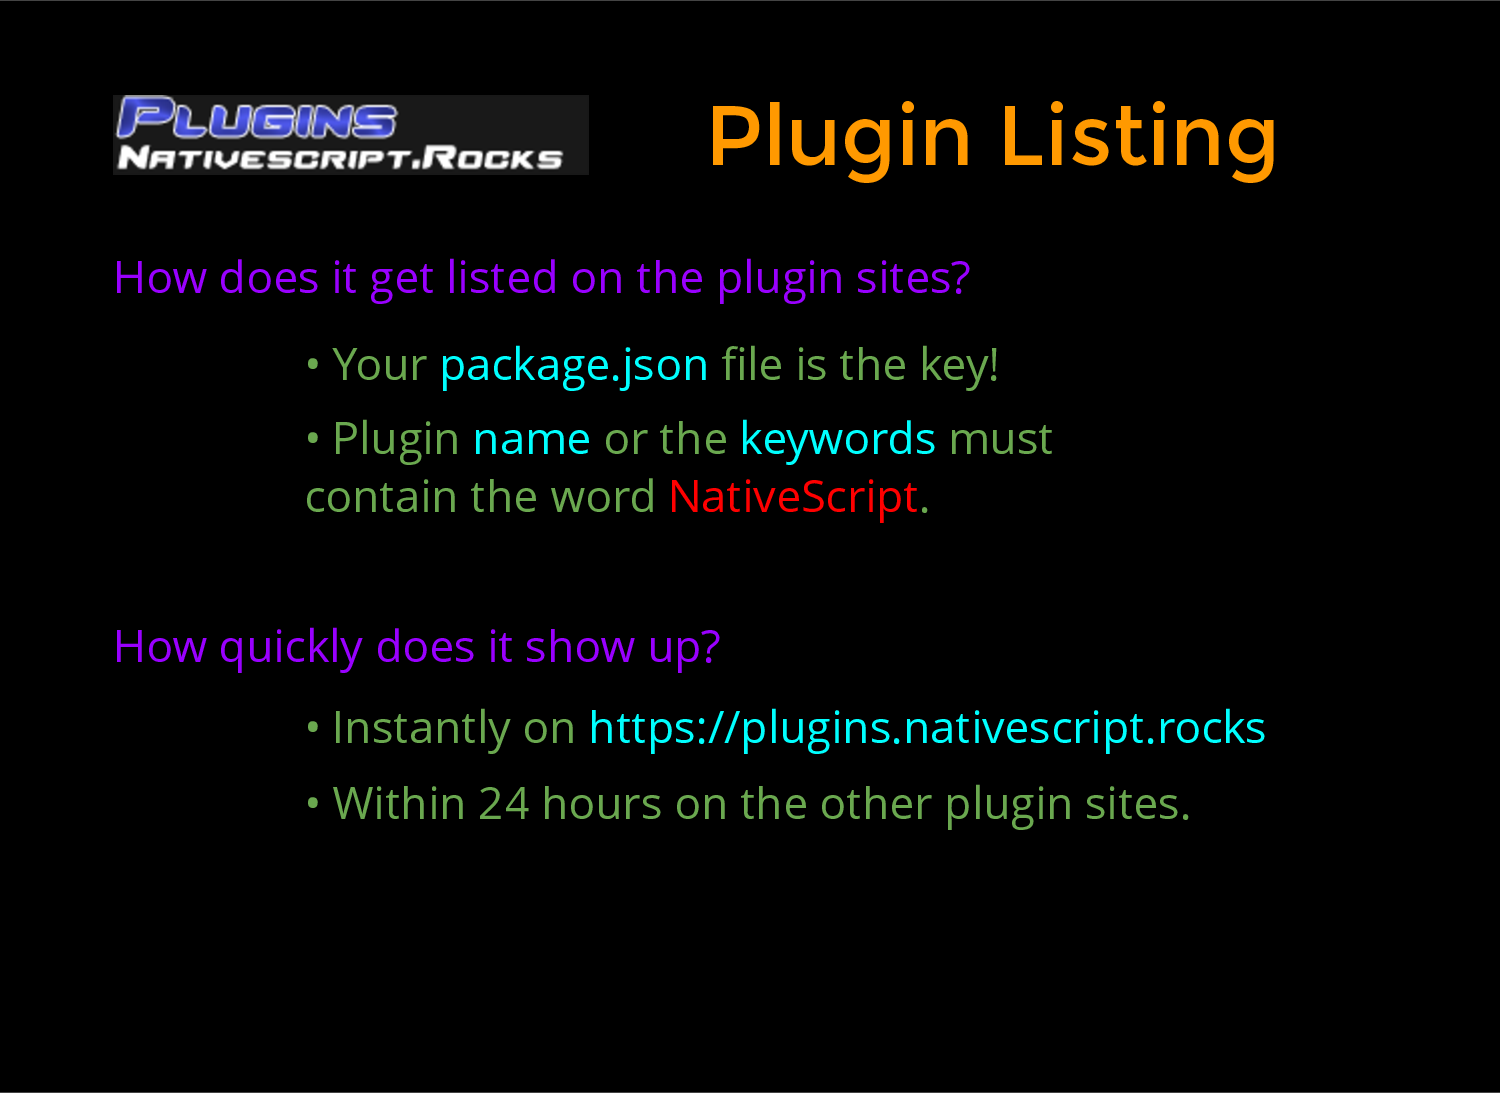 Plugins
Nativescript.Rocks
Plugin Listing
How does it get listed on the plugin sites?
• Your package.json file is the key!
• Plugin name or the keywords must
contain the word NativeScript.
How quickly does it show up?
• Instantly on https://plugins.nativescript.rocks
• Within 24 hours on the other plugin sites.